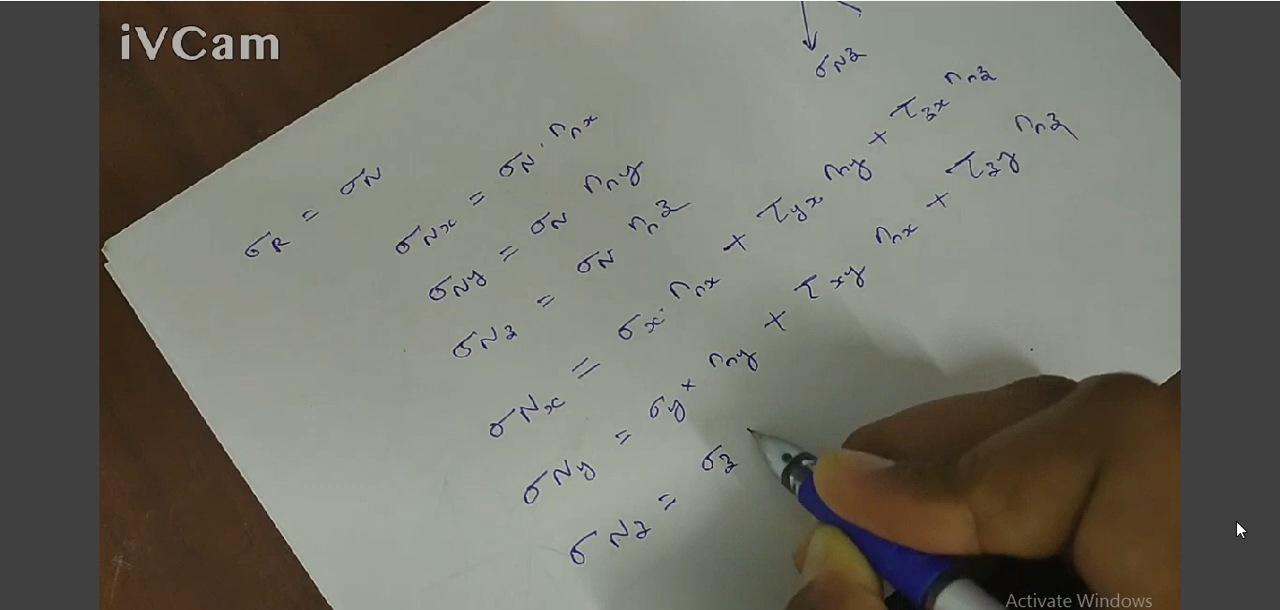 iVCam
σNz
σR = σN
σNx = σN · nnx
σNy = σN nny
σNz = σN nnz
σNx = σx · nnx + τyx nny + τzx nnz
σNy = σy × nny + τxy nnx + τzy nnz
σNz = σz
Activate Windows